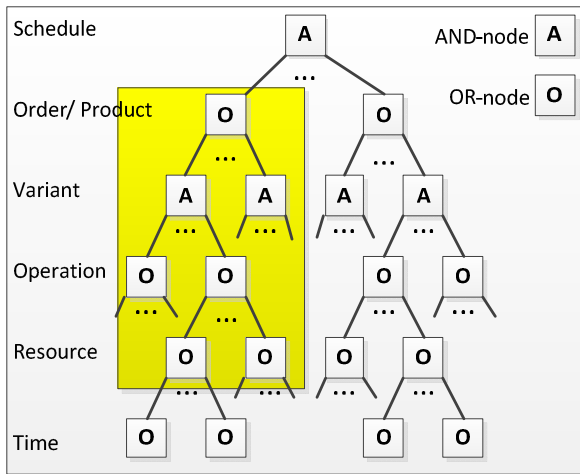 Schedule A AND-node A
...
OR-node O
Order/ Product O O
... ...
Variant A A A A
... ... ... ...
Operation O O O O
... ... ... ...
Resource O O O O
... ... ... ...
Time O O O O